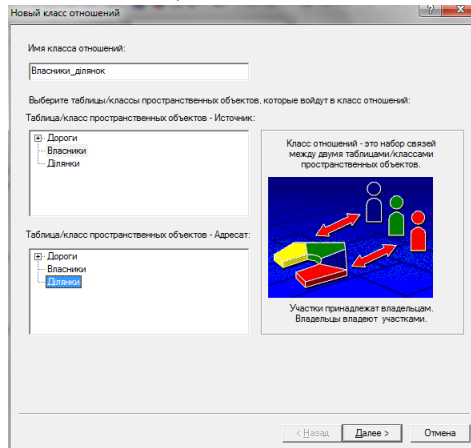 Новый класс отношений
Имя класса отношений:
Власники_ділянок
Выберите таблицы/классы пространственных объектов, которые войдут в класс отношений:
Таблица/класс пространственных объектов - Источник:
Дороги
Власники
Ділянки
Класс отношений - это набор связей
между двумя таблицами/классами
пространственных объектов.
Таблица/класс пространственных объектов - Адресат:
Дороги
Власники
Ділянки
Участки принадлежат владельцам.
Владельцы владеют участками.
< Назад
Далее >
Отмена